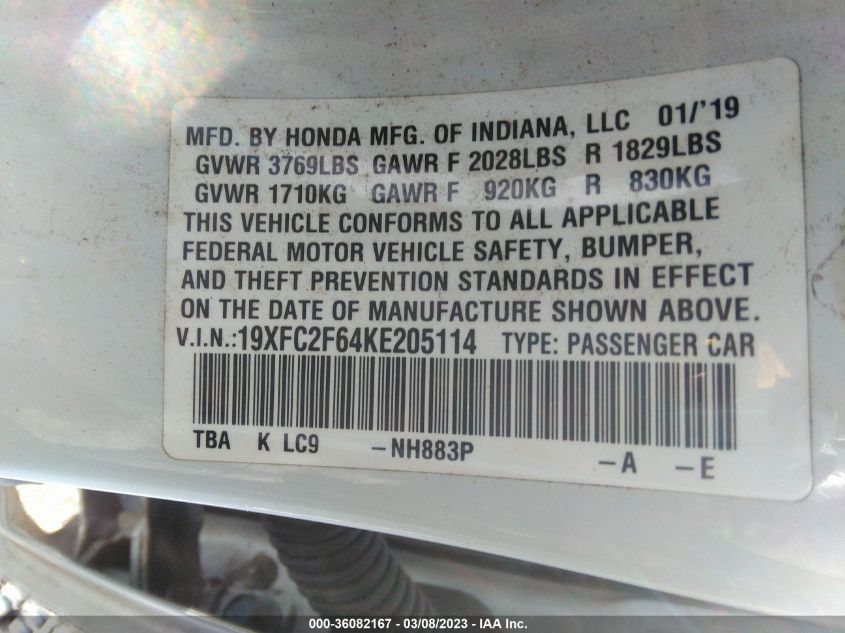 MFD. BY HONDA MFG. OF INDIANA, LLC 01/'19
GVWR 3769LBS GAWR F 2028LBS R 1829LBS
GVWR 1710KG GAWR F 920KG R 830KG
THIS VEHICLE CONFORMS TO ALL APPLICABLE
FEDERAL MOTOR VEHICLE SAFETY, BUMPER,
AND THEFT PREVENTION STANDARDS IN EFFECT
ON THE DATE OF MANUFACTURE SHOWN ABOVE.
V.I.N.:19XFC2F64KE205114 TYPE: PASSENGER CAR
TBA K LC9 -NH883P -A -E
000-36082167 - 03/08/2023 - IAA Inc.